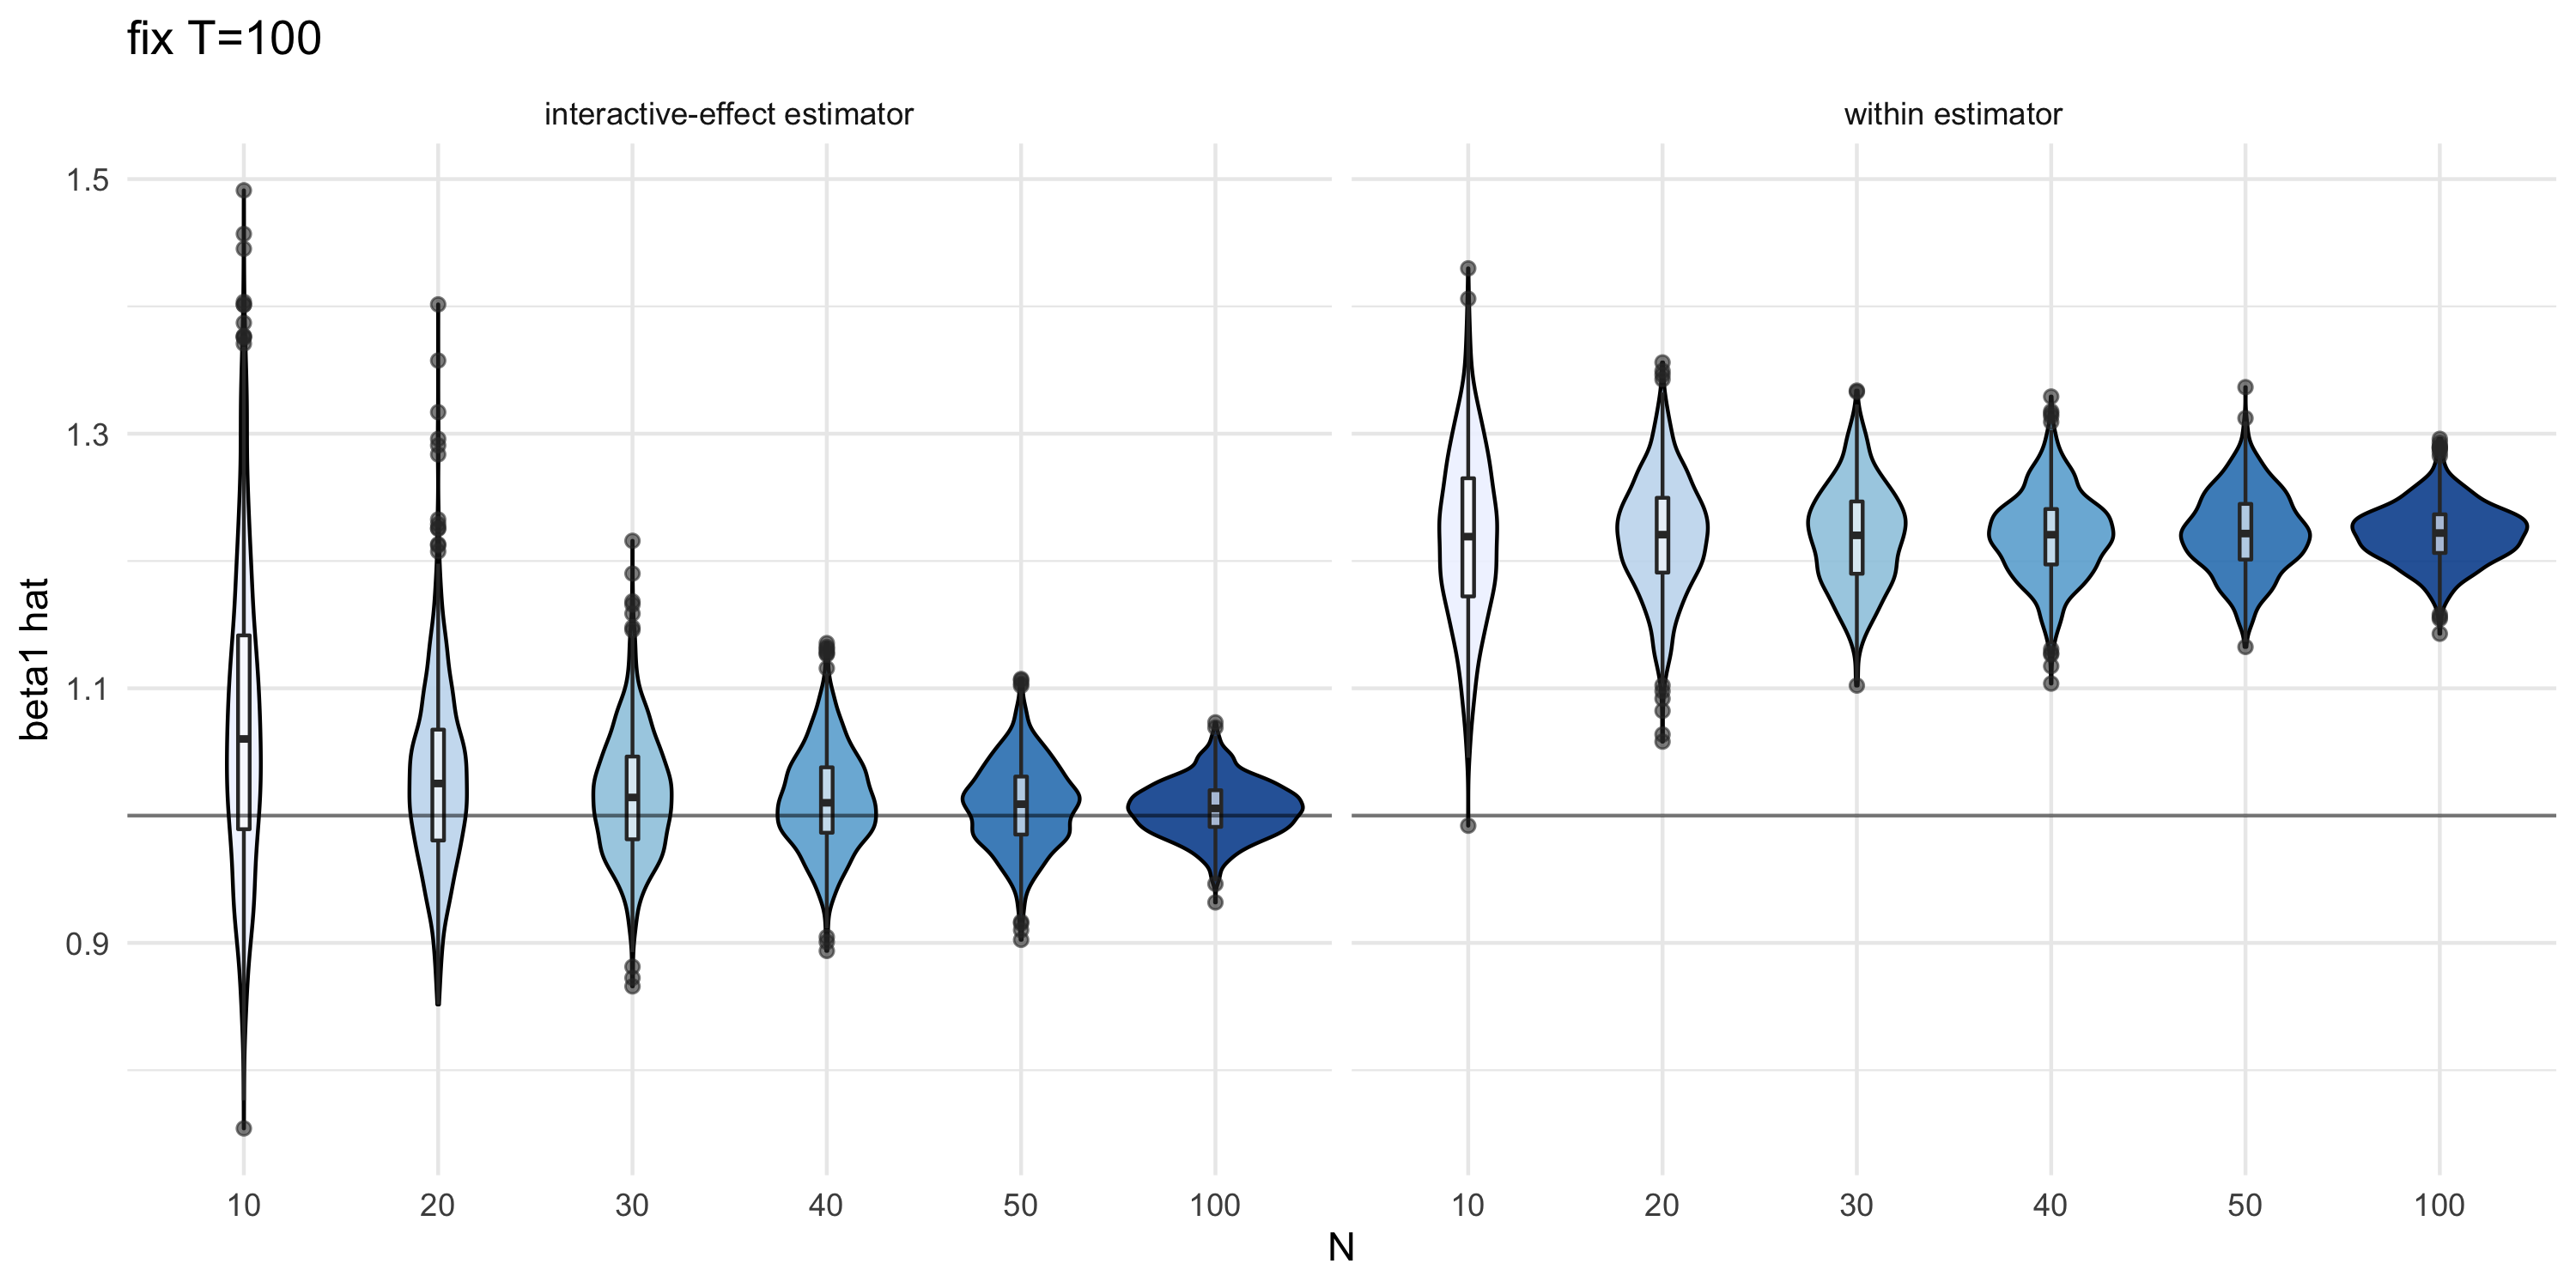 fix T=100
interactive-effect estimator
within estimator
1.5
1.3
1.1
0.9
beta1 hat
10 20 30 40 50 100
10 20 30 40 50 100
N